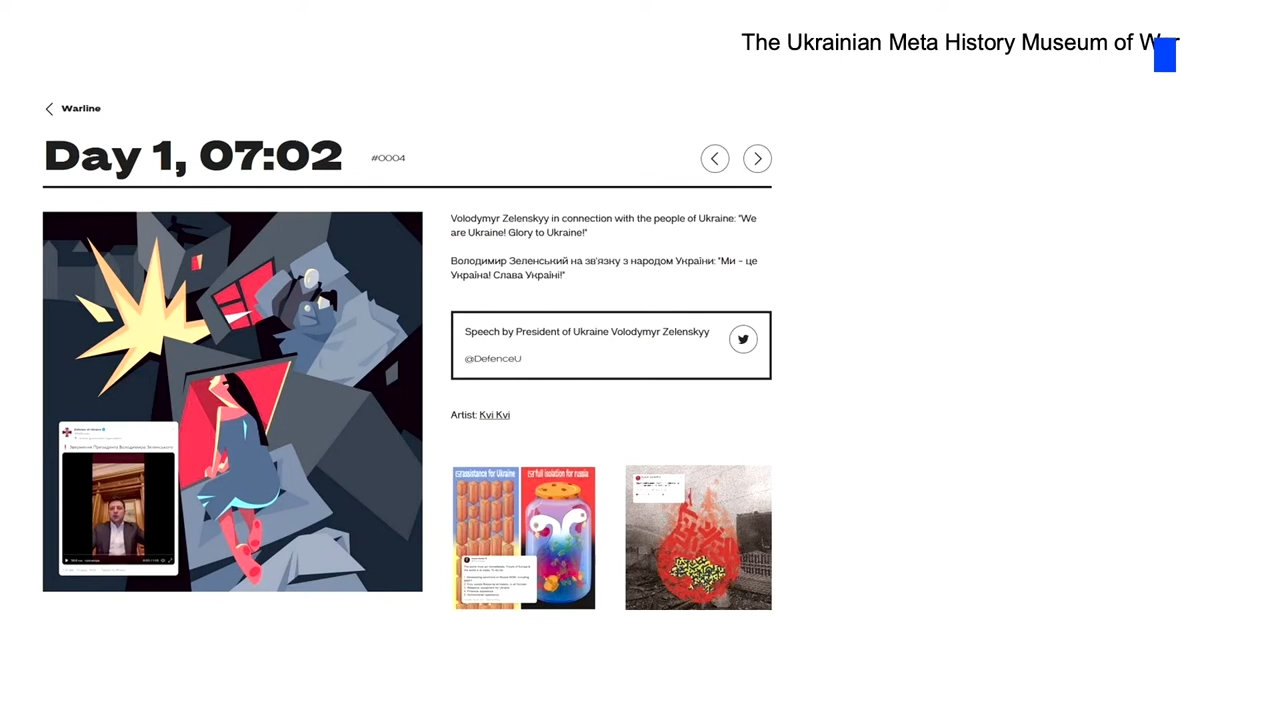 The Ukrainian Meta History Museum of War
Warline
Day 1, 07:02
#0004
Volodymyr Zelenskyy in connection with the people of Ukraine: "We
are Ukraine! Glory to Ukraine!"
Володимир Зеленський на зв'язку з народом України: "Ми - це
Україна! Слава Україні!"
Speech by President of Ukraine Volodymyr Zelenskyy
@DefenceU
Artist: Kvi Kvi
assistance for Ukraine
full isolation for russia